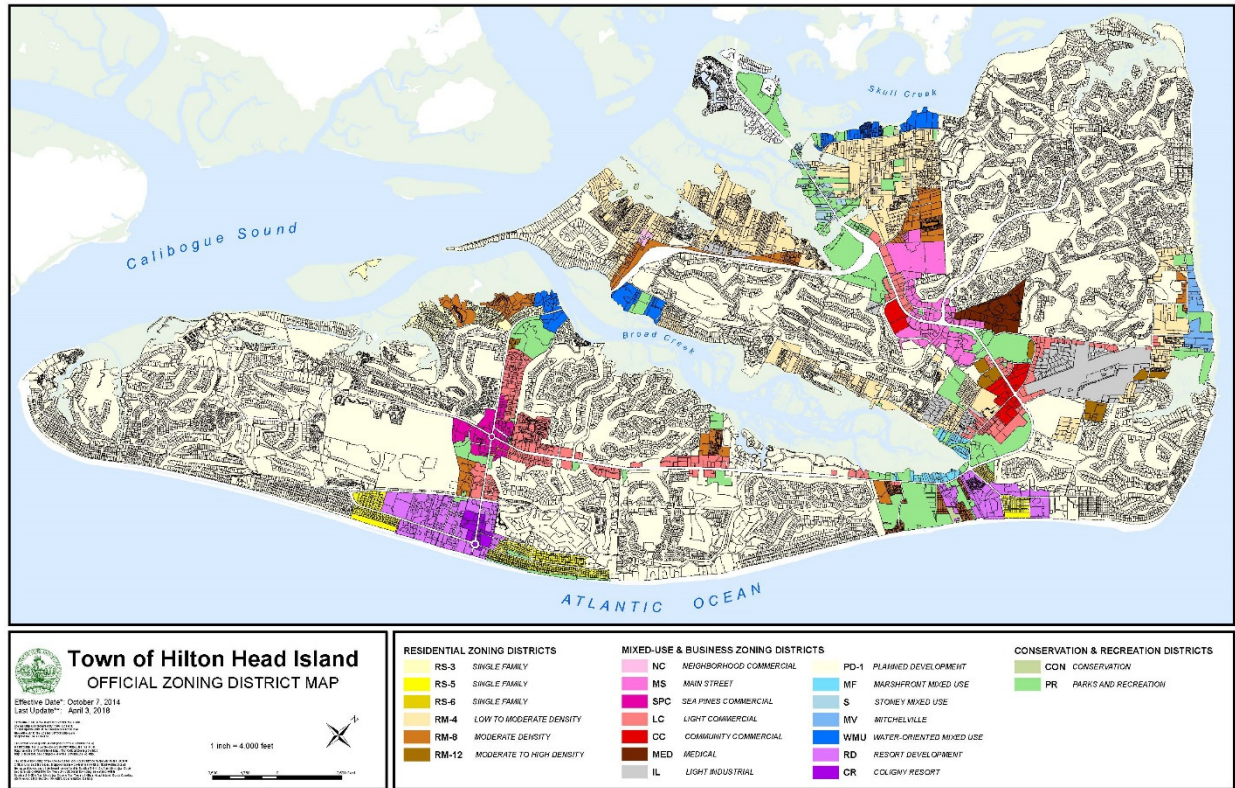 Skull Creek
Calibogue Sound
Broad Creek
ATLANTIC OCEAN
Town of Hilton Head Island
OFFICIAL ZONING DISTRICT MAP
Effective Date*: October 7, 2014
Last Update**: April 3, 2018
1 inch = 4,000 feet
RESIDENTIAL ZONING DISTRICTS
RS-3 SINGLE FAMILY
RS-5 SINGLE FAMILY
RS-6 SINGLE FAMILY
RM-4 LOW TO MODERATE DENSITY
RM-8 MODERATE DENSITY
RM-12 MODERATE TO HIGH DENSITY
MIXED-USE & BUSINESS ZONING DISTRICTS
NC NEIGHBORHOOD COMMERCIAL
MS MAIN STREET
SPC SEA PINES COMMERCIAL
LC LIGHT COMMERCIAL
CC COMMUNITY COMMERCIAL
MED MEDICAL
IL LIGHT INDUSTRIAL
PD-1 PLANNED DEVELOPMENT
MF MARSHFRONT MIXED USE
S STONEY MIXED USE
MV MITCHELVILLE
WMU WATER-ORIENTED MIXED USE
RD RESORT DEVELOPMENT
CR COLIGNY RESORT
CONSERVATION & RECREATION DISTRICTS
CON CONSERVATION
PR PARKS AND RECREATION